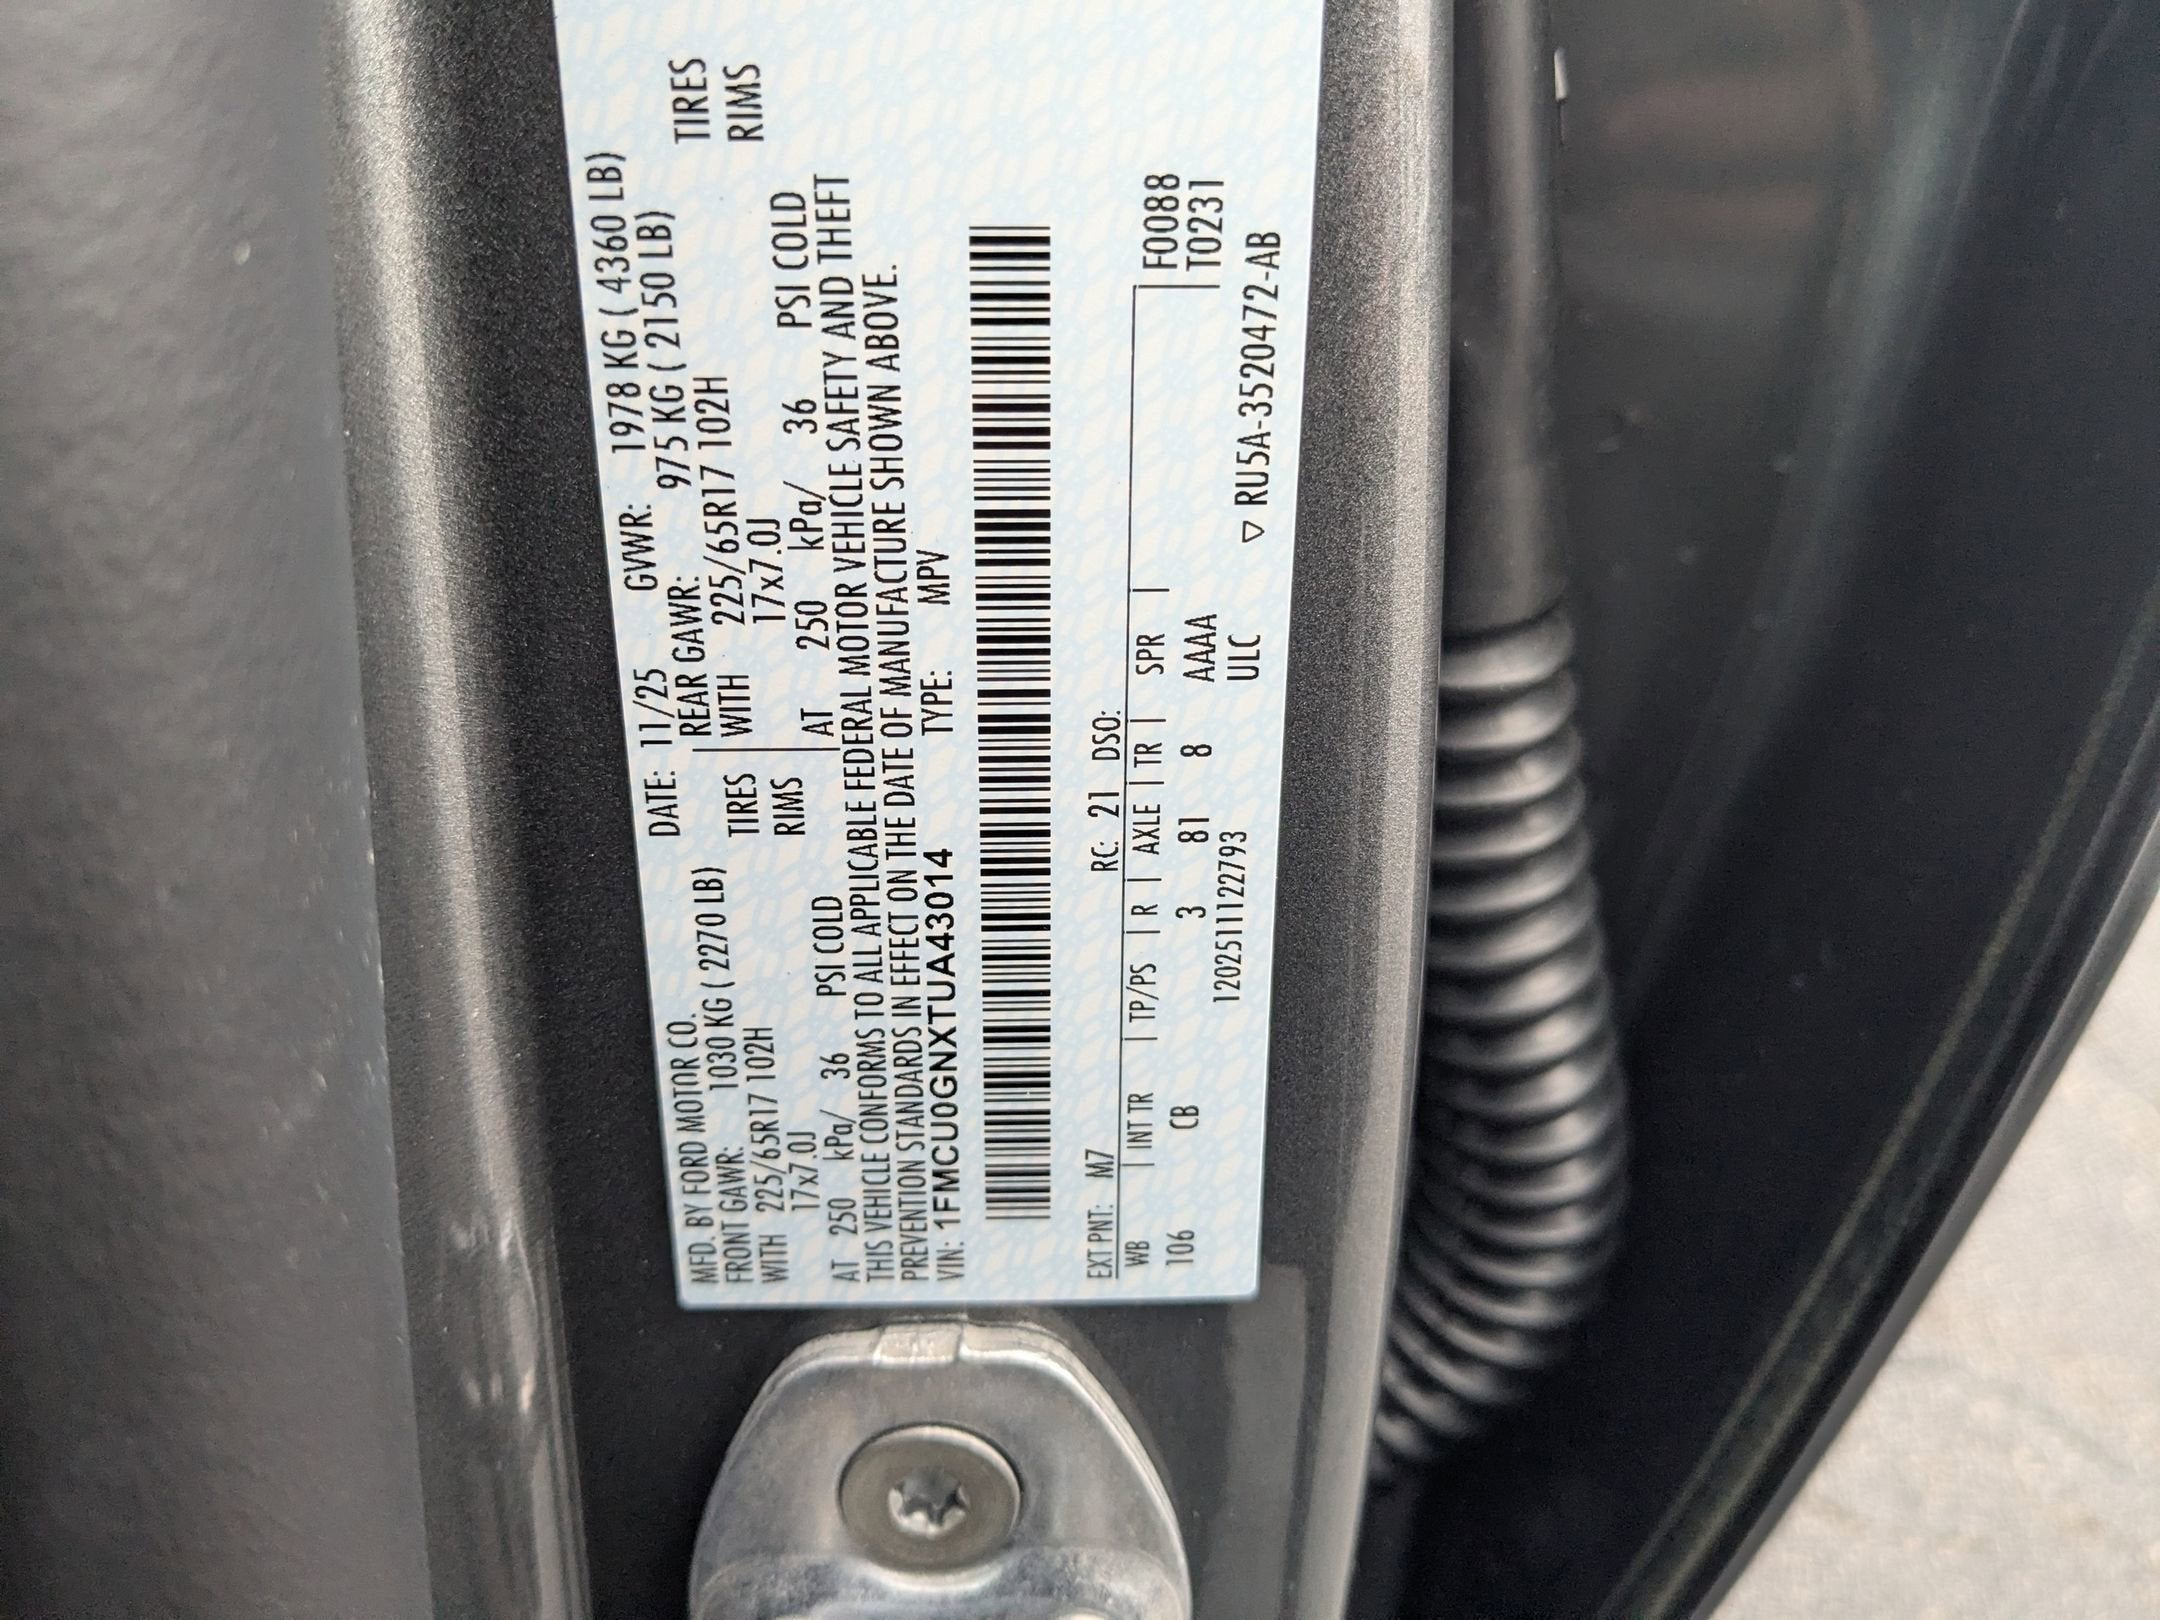 MFD. BY FORD MOTOR CO. DATE: 11/25 GVWR: 1978 KG ( 4360 LB)
FRONT GAWR: 1030 KG ( 2270 LB) REAR GAWR: 975 KG ( 2150 LB)
WITH 225/65R17 102H TIRES WITH 225/65R17 102H TIRES
17x7.0J RIMS 17x7.0J RIMS
AT 250 kPa/ 36 PSI COLD AT 250 kPa/ 36 PSI COLD
THIS VEHICLE CONFORMS TO ALL APPLICABLE FEDERAL MOTOR VEHICLE SAFETY AND THEFT
PREVENTION STANDARDS IN EFFECT ON THE DATE OF MANUFACTURE SHOWN ABOVE.
VIN: 1FMCU0GNXTUA43014 TYPE: MPV
EXT PNT: M7 RC: 21 DSO:
WB | INT TR | TP/PS | R | AXLE | TR | SPR | F0088
106 CB 3 81 8 AAAA T0231
1202511122793 ULC
▽ RU5A-3520472-AB